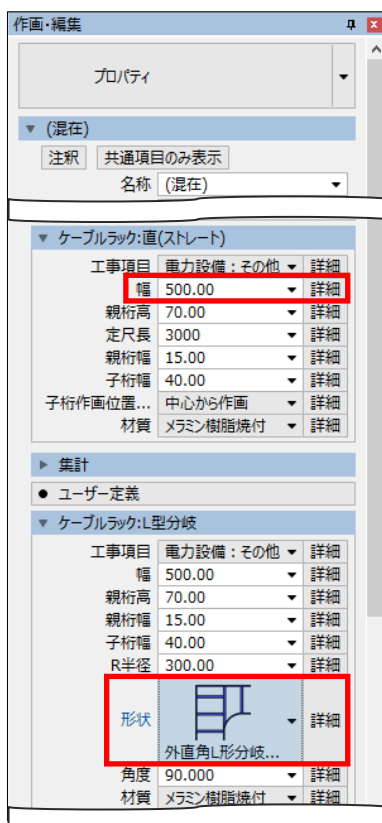 作画・編集
プロパティ
(混在)
注釈 共通項目のみ表示
名称 (混在)
ケーブルラック:直(ストレート)
工事項目 電力設備:その他 詳細
幅 500.00 詳細
親桁高 70.00 詳細
定尺長 3000 詳細
親桁幅 15.00 詳細
子桁幅 40.00 詳細
子桁作画位置... 中心から作画 詳細
材質 メラミン樹脂焼付 詳細
集計
ユーザー定義
ケーブルラック:L型分岐
工事項目 電力設備:その他 詳細
幅 500.00 詳細
親桁高 70.00 詳細
親桁幅 15.00 詳細
子桁幅 40.00 詳細
R半径 300.00 詳細
形状 詳細
外直角L形分岐...
角度 90.000 詳細
材質 メラミン樹脂焼付 詳細